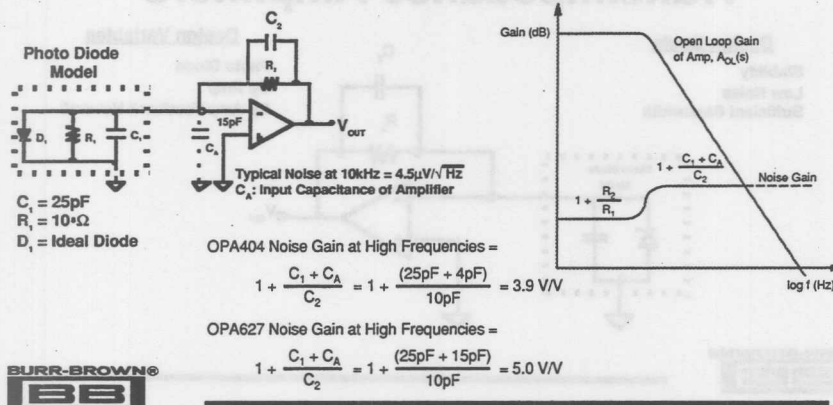 Photo Diode
Model
C₂
R₂
D₁
R₁
C₁
15pF
C_A
V_OUT
Typical Noise at 10kHz = 4.5µV/√Hz
C_A: Input Capacitance of Amplifier
C₁ = 25pF
R₁ = 10⁸Ω
D₁ = Ideal Diode
Gain (dB)
Open Loop Gain
of Amp, A_OL(s)
1 + (C₁ + C_A)/C₂
Noise Gain
1 + R₂/R₁
log f (Hz)
OPA404 Noise Gain at High Frequencies =
1 + (C₁ + C_A)/C₂ = 1 + (25pF + 4pF)/10pF = 3.9 V/V
OPA627 Noise Gain at High Frequencies =
1 + (C₁ + C_A)/C₂ = 1 + (25pF + 15pF)/10pF = 5.0 V/V
BURR-BROWN®
BB